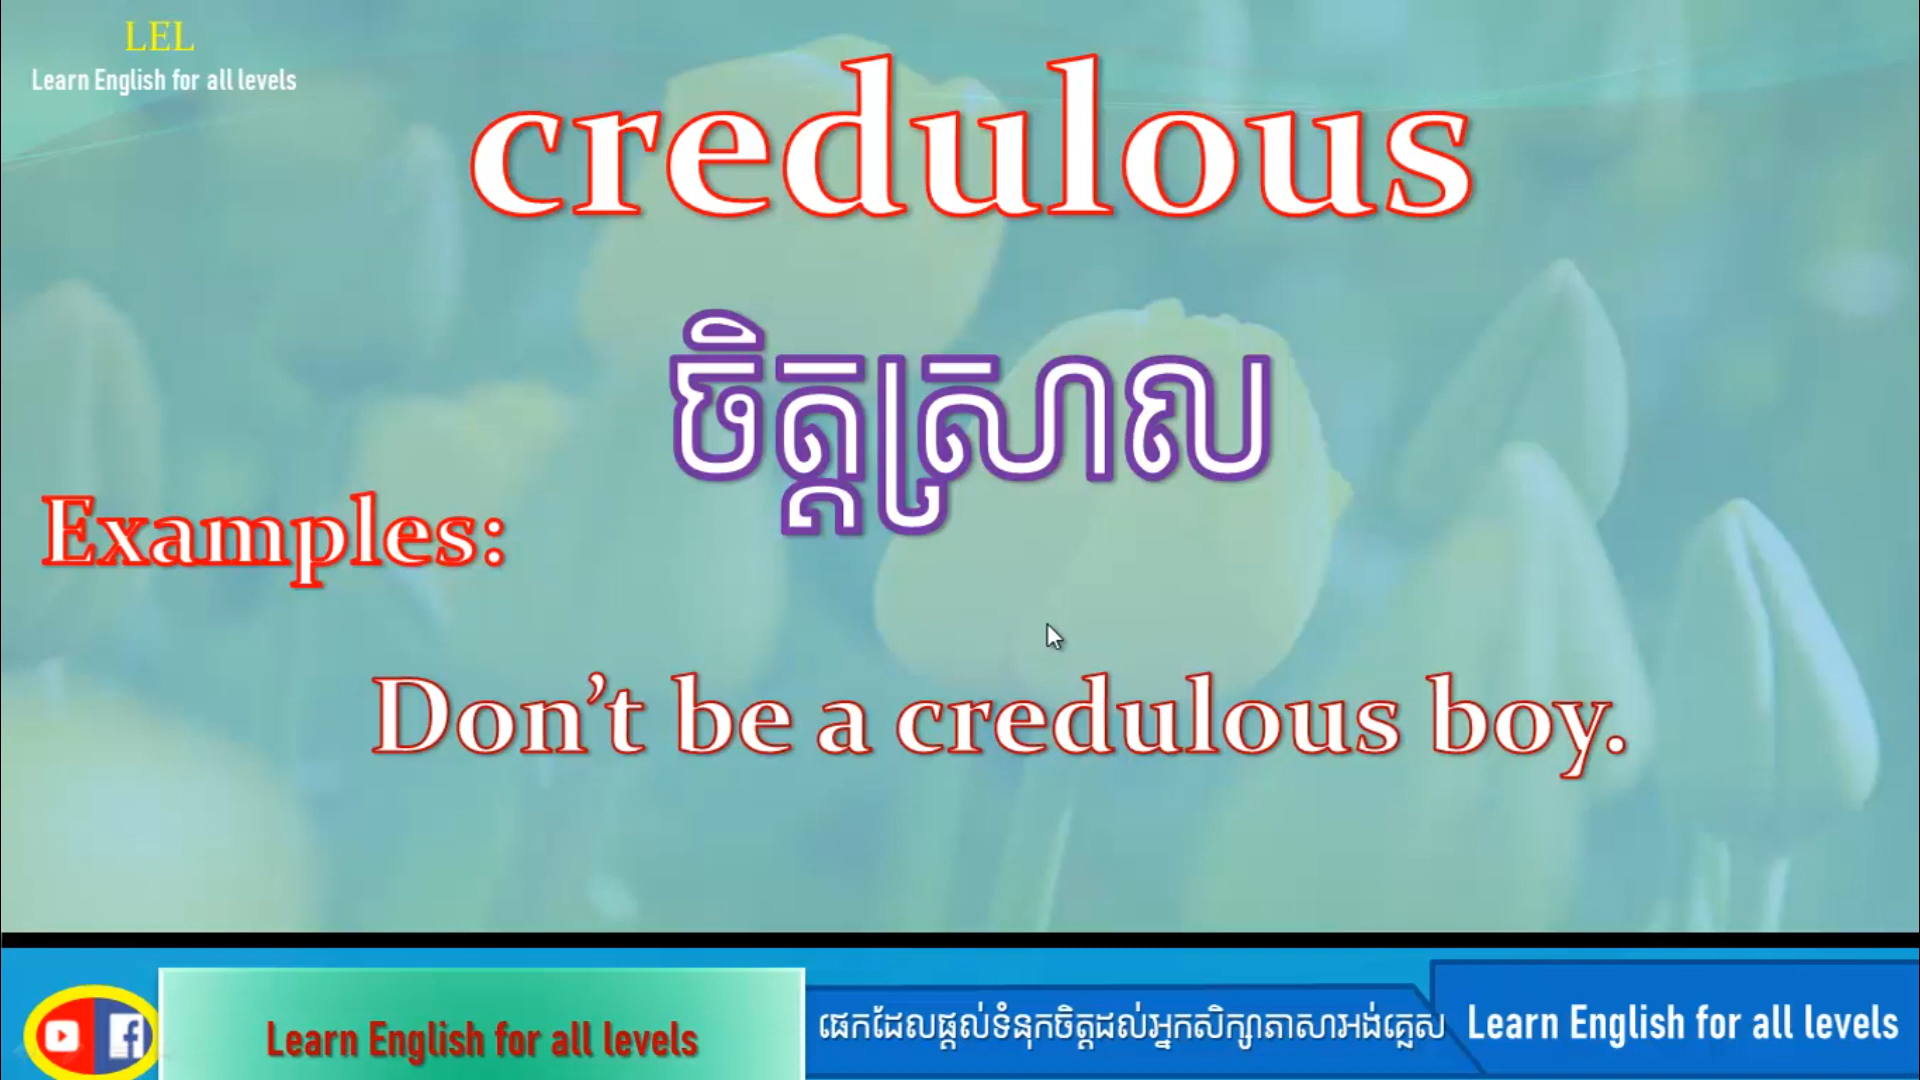 LEL
Learn English for all levels
credulous
ចិត្តស្រាល
Examples:
Don’t be a credulous boy.
Learn English for all levels
ផេកដែលផ្ដល់ទំនុកចិត្តដល់អ្នកសិក្សាភាសាអង់គ្លេស
Learn English for all levels